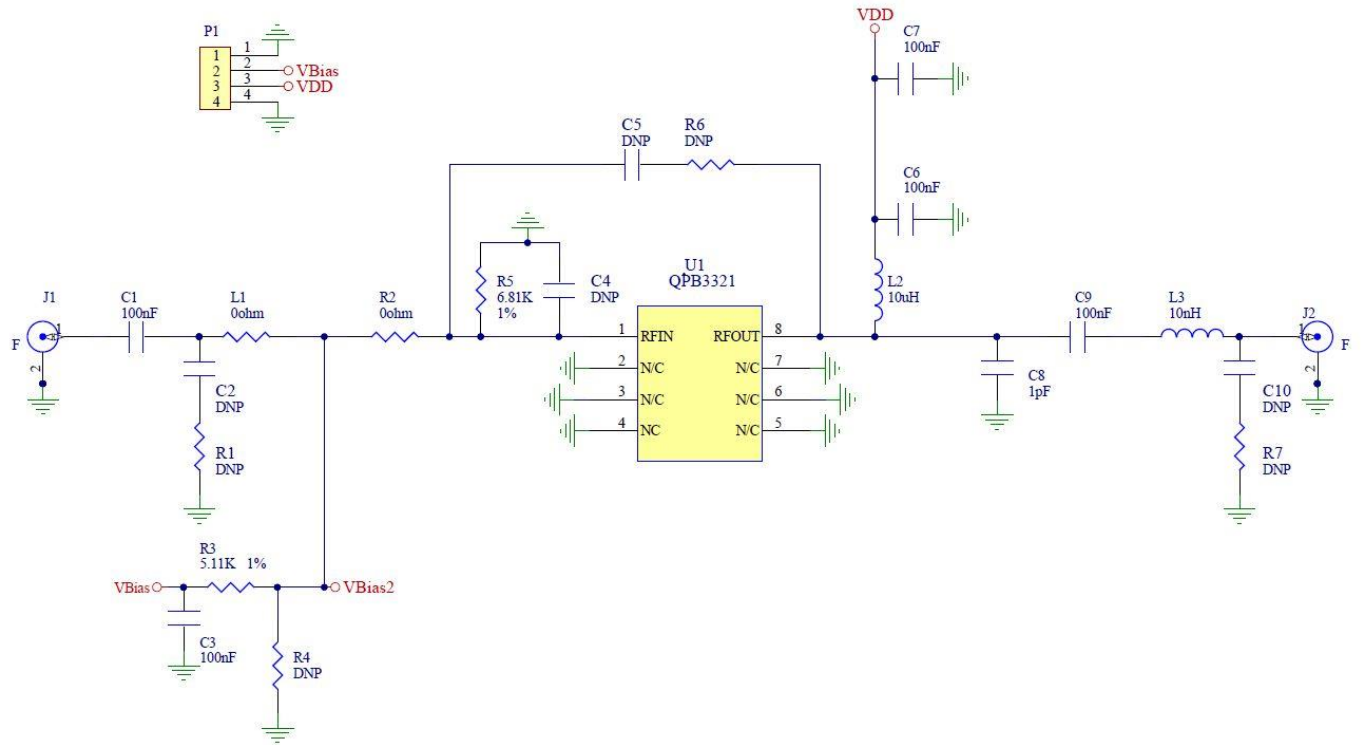 P1
1 1
2 2 VBias
3 3 VDD
4 4
VDD
C7
100nF
C6
100nF
C5
DNP
R6
DNP
R5
6.81K
1%
C4
DNP
U1
QPB3321
L2
10uH
J1
F
1
2
C1
100nF
L1
0ohm
R2
0ohm
1 RFIN RFOUT 8
2 N/C N/C 7
3 N/C N/C 6
4 NC N/C 5
C9
100nF
L3
10nH
J2
F
1
2
C2
DNP
R1
DNP
C8
1pF
C10
DNP
R7
DNP
R3
5.11K 1%
VBias VBias2
C3
100nF
R4
DNP